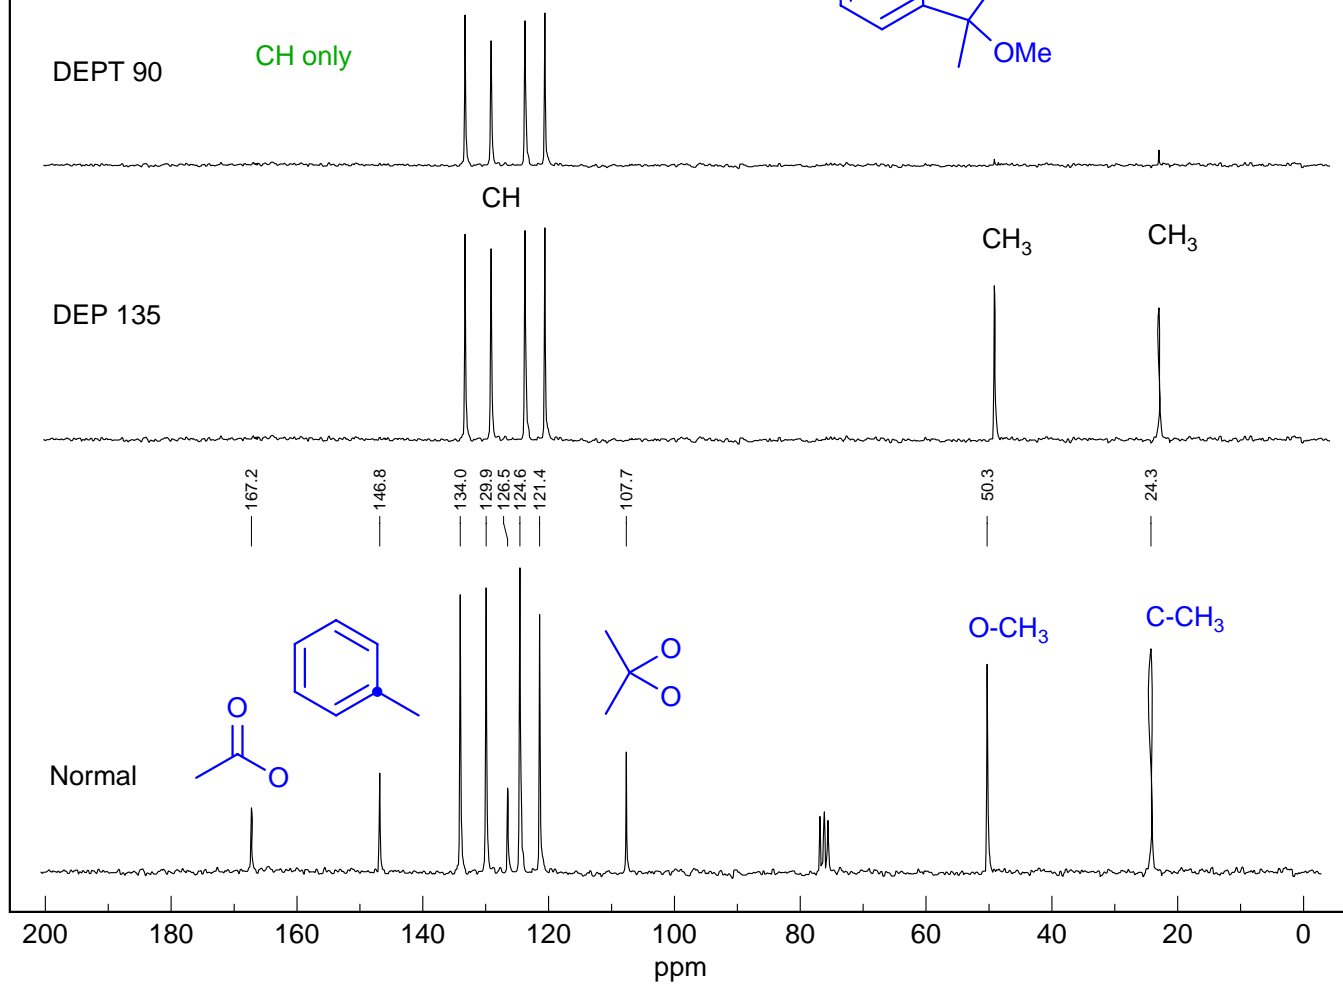 OMe
CH only
DEPT 90
CH
CH3
CH3
DEP 135
167.2
146.8
134.0
129.9
126.5
124.6
121.4
107.7
50.3
24.3
O-CH3
C-CH3
O
O
O
O
Normal
200 180 160 140 120 100 80 60 40 20 0
ppm